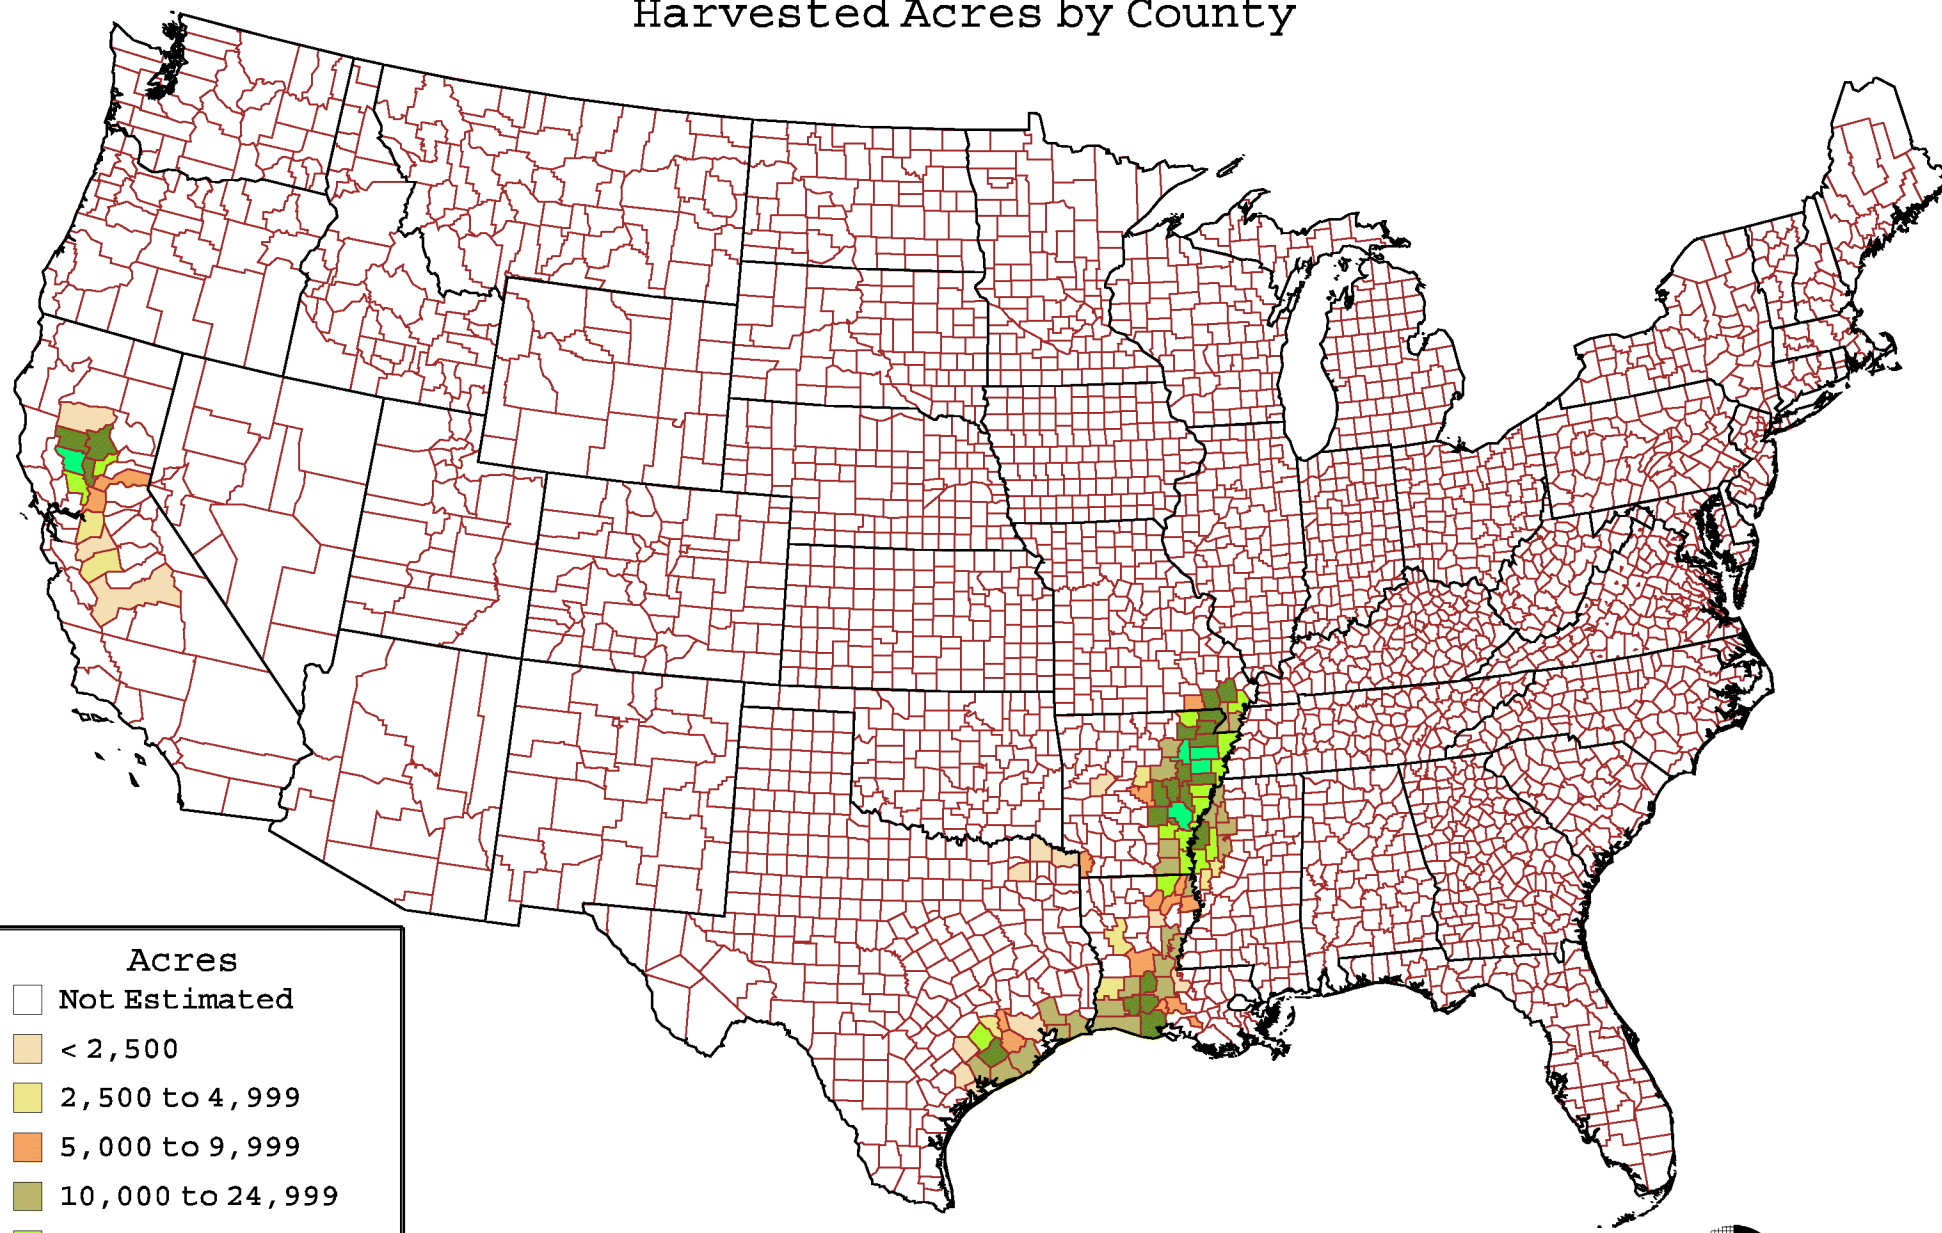 Harvested Acres by County
Acres
Not Estimated
< 2,500
2,500 to 4,999
5,000 to 9,999
10,000 to 24,999